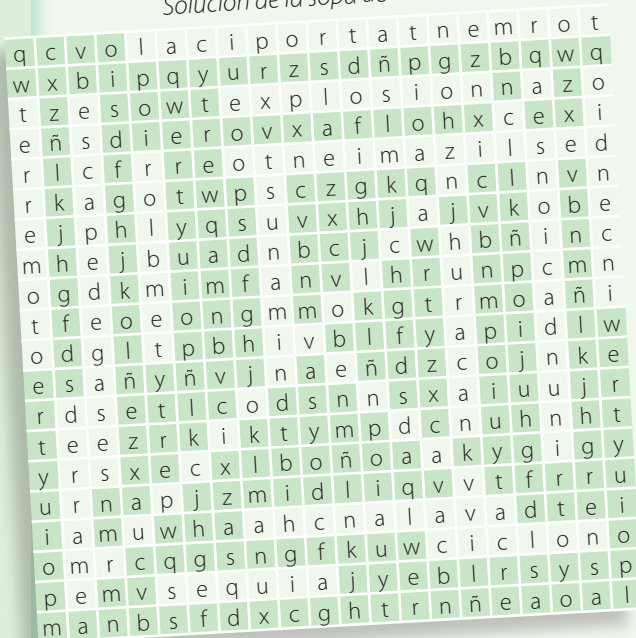 Solución de la sopa de
q c v o l a c i p o r t a t n e m r o t
w x b i p q y u r z s d ñ p g z b q w q
t z e s o w t e x p l o s i o n n a z o
e ñ s d i e r o v x a f l o h x c e x i
r l c f r r e o t n e i m a z i l s e d
r k a g o t w p s c z g k q n c l n v n
e j p h l y q s u v x h j a j v k o b e
m h e j b u a d n b c j c w h b ñ i n c
o g d k m i m f a n v l h r u n p c m n
t f e o e o n g m m o k g t r m o a ñ i
o d g l t p b h i v b l f y a p i d l w
e s a ñ y ñ v j n a e ñ d z c o j n k e
r d s e t l c o d s n n s x a i u u j r
t e e z r k i k t y m p d c n u h n h t
y r s x e c x l b o ñ o a a k y g i g y
u r n a p j z m i d l i q v v t f r r u
i a m u w h a a h c n a l a v a d t e i
o m r c q g s n g f k u w c i c l o n o
p e m v s e q u i a j y e b l r s y s p
m a n b s f d x c g h t r n ñ e a o a l